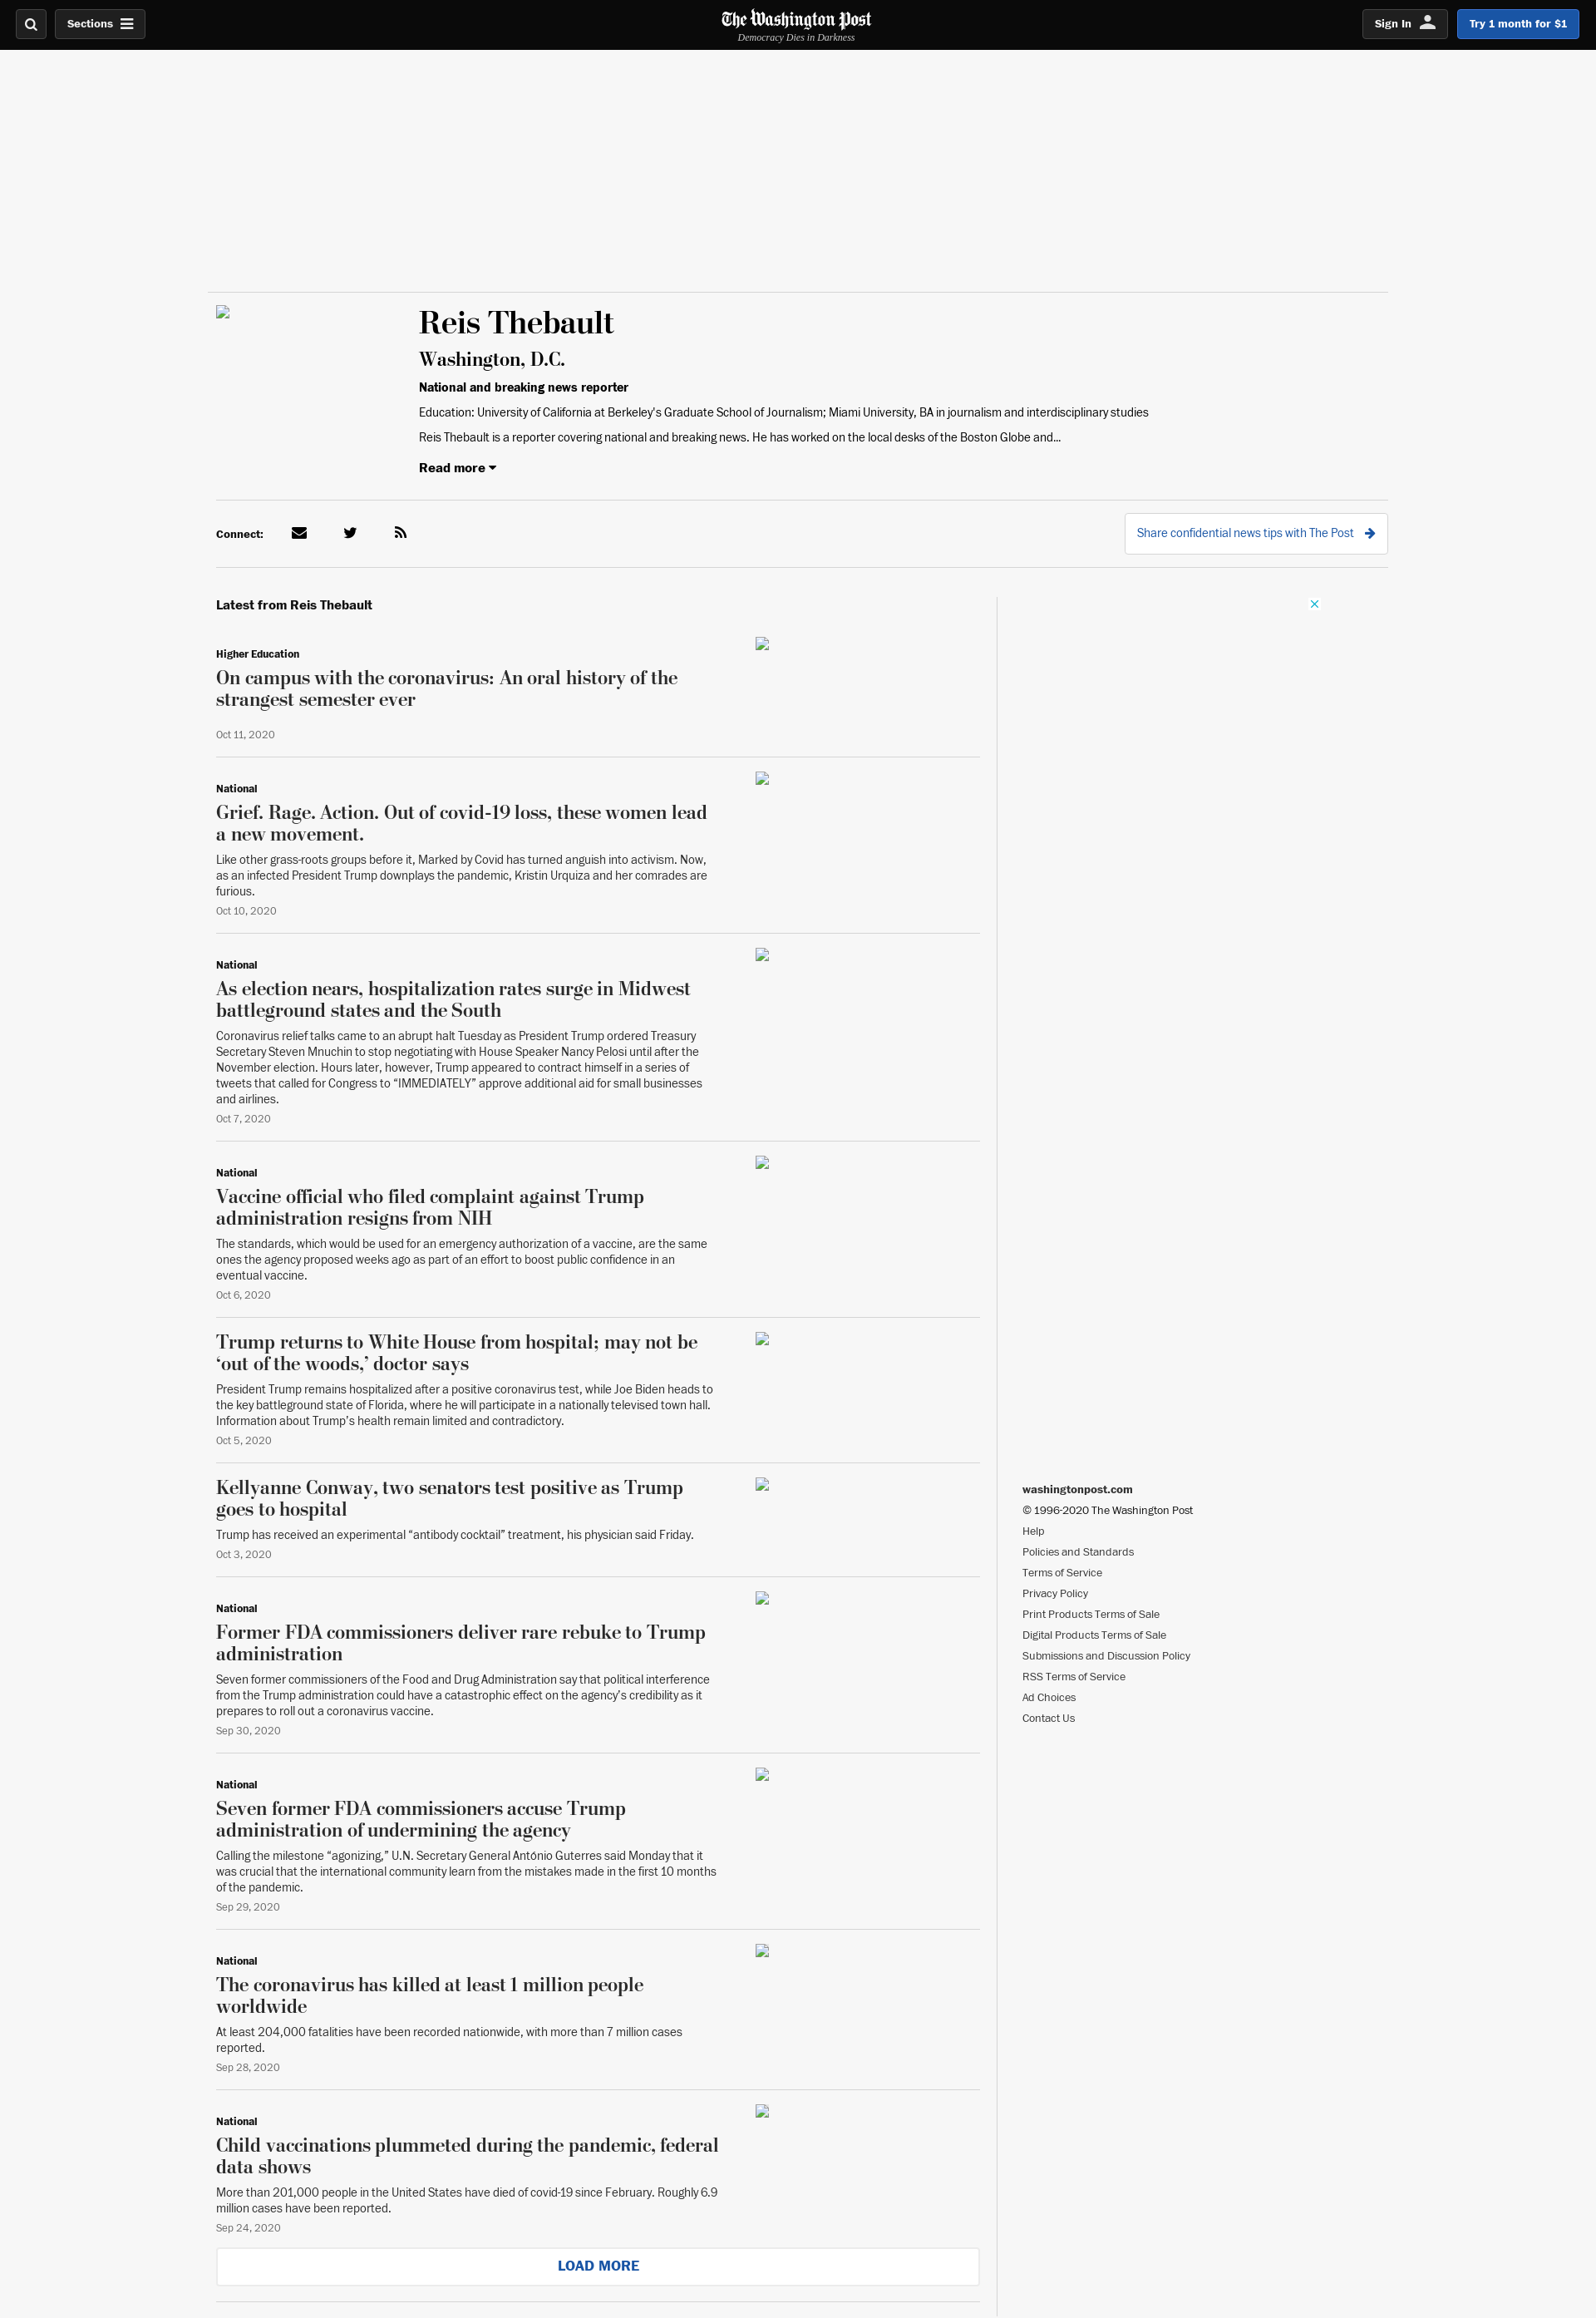 Sections
The Washington Post
Democracy Dies in Darkness
Sign In
Try 1 month for $1
Reis Thebault
Washington, D.C.
National and breaking news reporter
Education: University of California at Berkeley's Graduate School of Journalism; Miami University, BA in journalism and interdisciplinary studies
Reis Thebault is a reporter covering national and breaking news. He has worked on the local desks of the Boston Globe and...
Read more
Connect:
Share confidential news tips with The Post
Latest from Reis Thebault
Higher Education
On campus with the coronavirus: An oral history of the
strangest semester ever
Oct 11, 2020
National
Grief. Rage. Action. Out of covid-19 loss, these women lead
a new movement.
Like other grass-roots groups before it, Marked by Covid has turned anguish into activism. Now,
as an infected President Trump downplays the pandemic, Kristin Urquiza and her comrades are
furious.
Oct 10, 2020
National
As election nears, hospitalization rates surge in Midwest
battleground states and the South
Coronavirus relief talks came to an abrupt halt Tuesday as President Trump ordered Treasury
Secretary Steven Mnuchin to stop negotiating with House Speaker Nancy Pelosi until after the
November election. Hours later, however, Trump appeared to contract himself in a series of
tweets that called for Congress to “IMMEDIATELY” approve additional aid for small businesses
and airlines.
Oct 7, 2020
National
Vaccine official who filed complaint against Trump
administration resigns from NIH
The standards, which would be used for an emergency authorization of a vaccine, are the same
ones the agency proposed weeks ago as part of an effort to boost public confidence in an
eventual vaccine.
Oct 6, 2020
Trump returns to White House from hospital; may not be
‘out of the woods,’ doctor says
President Trump remains hospitalized after a positive coronavirus test, while Joe Biden heads to
the key battleground state of Florida, where he will participate in a nationally televised town hall.
Information about Trump’s health remain limited and contradictory.
Oct 5, 2020
Kellyanne Conway, two senators test positive as Trump
goes to hospital
Trump has received an experimental “antibody cocktail” treatment, his physician said Friday.
Oct 3, 2020
National
Former FDA commissioners deliver rare rebuke to Trump
administration
Seven former commissioners of the Food and Drug Administration say that political interference
from the Trump administration could have a catastrophic effect on the agency’s credibility as it
prepares to roll out a coronavirus vaccine.
Sep 30, 2020
National
Seven former FDA commissioners accuse Trump
administration of undermining the agency
Calling the milestone “agonizing,” U.N. Secretary General António Guterres said Monday that it
was crucial that the international community learn from the mistakes made in the first 10 months
of the pandemic.
Sep 29, 2020
National
The coronavirus has killed at least 1 million people
worldwide
At least 204,000 fatalities have been recorded nationwide, with more than 7 million cases
reported.
Sep 28, 2020
National
Child vaccinations plummeted during the pandemic, federal
data shows
More than 201,000 people in the United States have died of covid-19 since February. Roughly 6.9
million cases have been reported.
Sep 24, 2020
LOAD MORE
washingtonpost.com
© 1996-2020 The Washington Post
Help
Policies and Standards
Terms of Service
Privacy Policy
Print Products Terms of Sale
Digital Products Terms of Sale
Submissions and Discussion Policy
RSS Terms of Service
Ad Choices
Contact Us